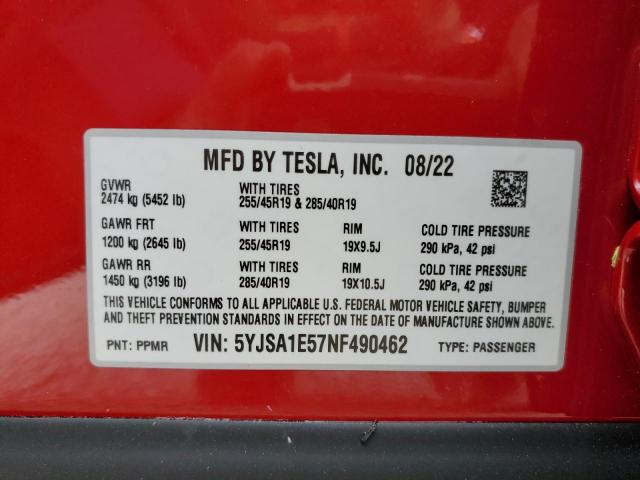 MFD BY TESLA, INC. 08/22
GVWR WITH TIRES
2474 kg (5452 lb) 255/45R19 & 285/40R19
GAWR FRT WITH TIRES RIM COLD TIRE PRESSURE
1200 kg (2645 lb) 255/45R19 19X9.5J 290 kPa, 42 psi
GAWR RR WITH TIRES RIM COLD TIRE PRESSURE
1450 kg (3196 lb) 285/40R19 19X10.5J 290 kPa, 42 psi
THIS VEHICLE CONFORMS TO ALL APPLICABLE U.S. FEDERAL MOTOR VEHICLE SAFETY, BUMPER
AND THEFT PREVENTION STANDARDS IN EFFECT ON THE DATE OF MANUFACTURE SHOWN ABOVE.
PNT: PPMR VIN: 5YJSA1E57NF490462 TYPE: PASSENGER